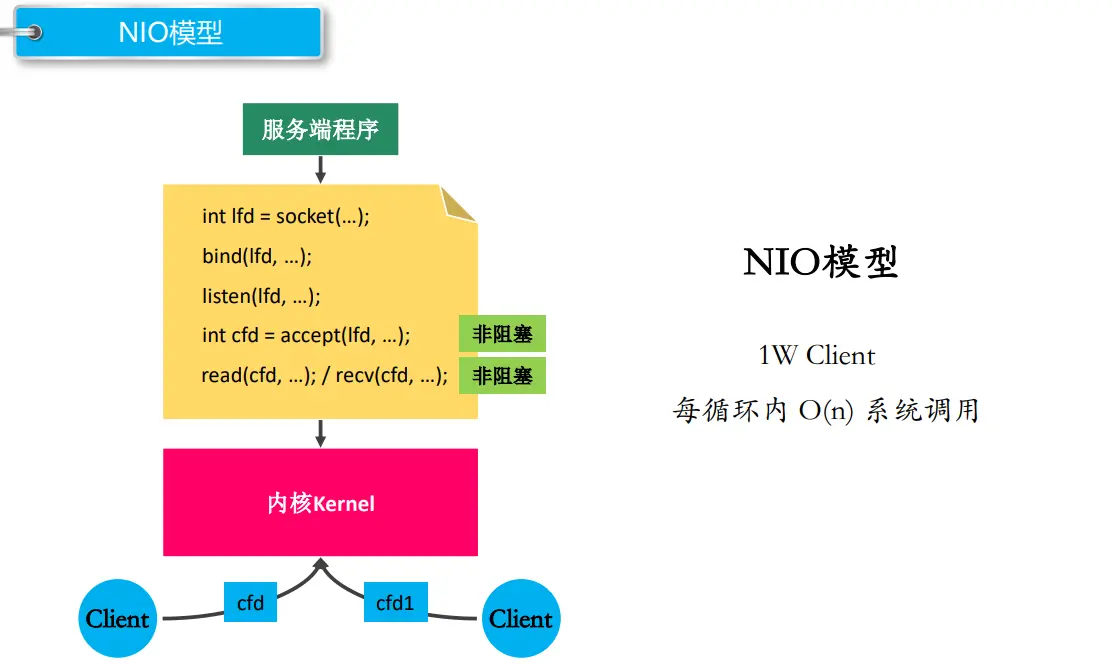 NIO模型
服务端程序
int lfd = socket(…);
bind(lfd, …);
listen(lfd, …);
int cfd = accept(lfd, …);
非阻塞
read(cfd, …); / recv(cfd, …);
非阻塞
内核Kernel
cfd
cfd1
Client
Client
NIO模型
1W Client
每循环内 O(n) 系统调用